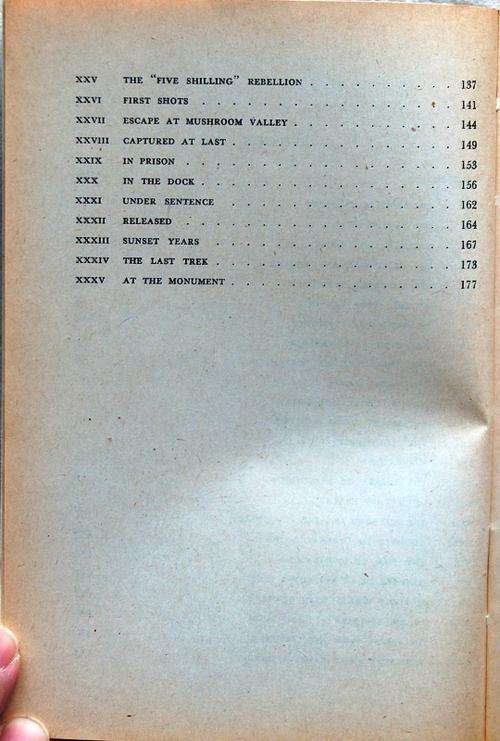 XXV THE "FIVE SHILLING" REBELLION . . . . . . . . . 137
XXVI FIRST SHOTS . . . . . . . . . . . . . . . 141
XXVII ESCAPE AT MUSHROOM VALLEY . . . . . . . . . . 144
XXVIII CAPTURED AT LAST . . . . . . . . . . . . . 149
XXIX IN PRISON . . . . . . . . . . . . . . . . 153
XXX IN THE DOCK . . . . . . . . . . . . . . . 156
XXXI UNDER SENTENCE . . . . . . . . . . . . . . 162
XXXII RELEASED . . . . . . . . . . . . . . . . 164
XXXIII SUNSET YEARS . . . . . . . . . . . . . . 167
XXXIV THE LAST TREK . . . . . . . . . . . . . . 173
XXXV AT THE MONUMENT . . . . . . . . . . . . . 177